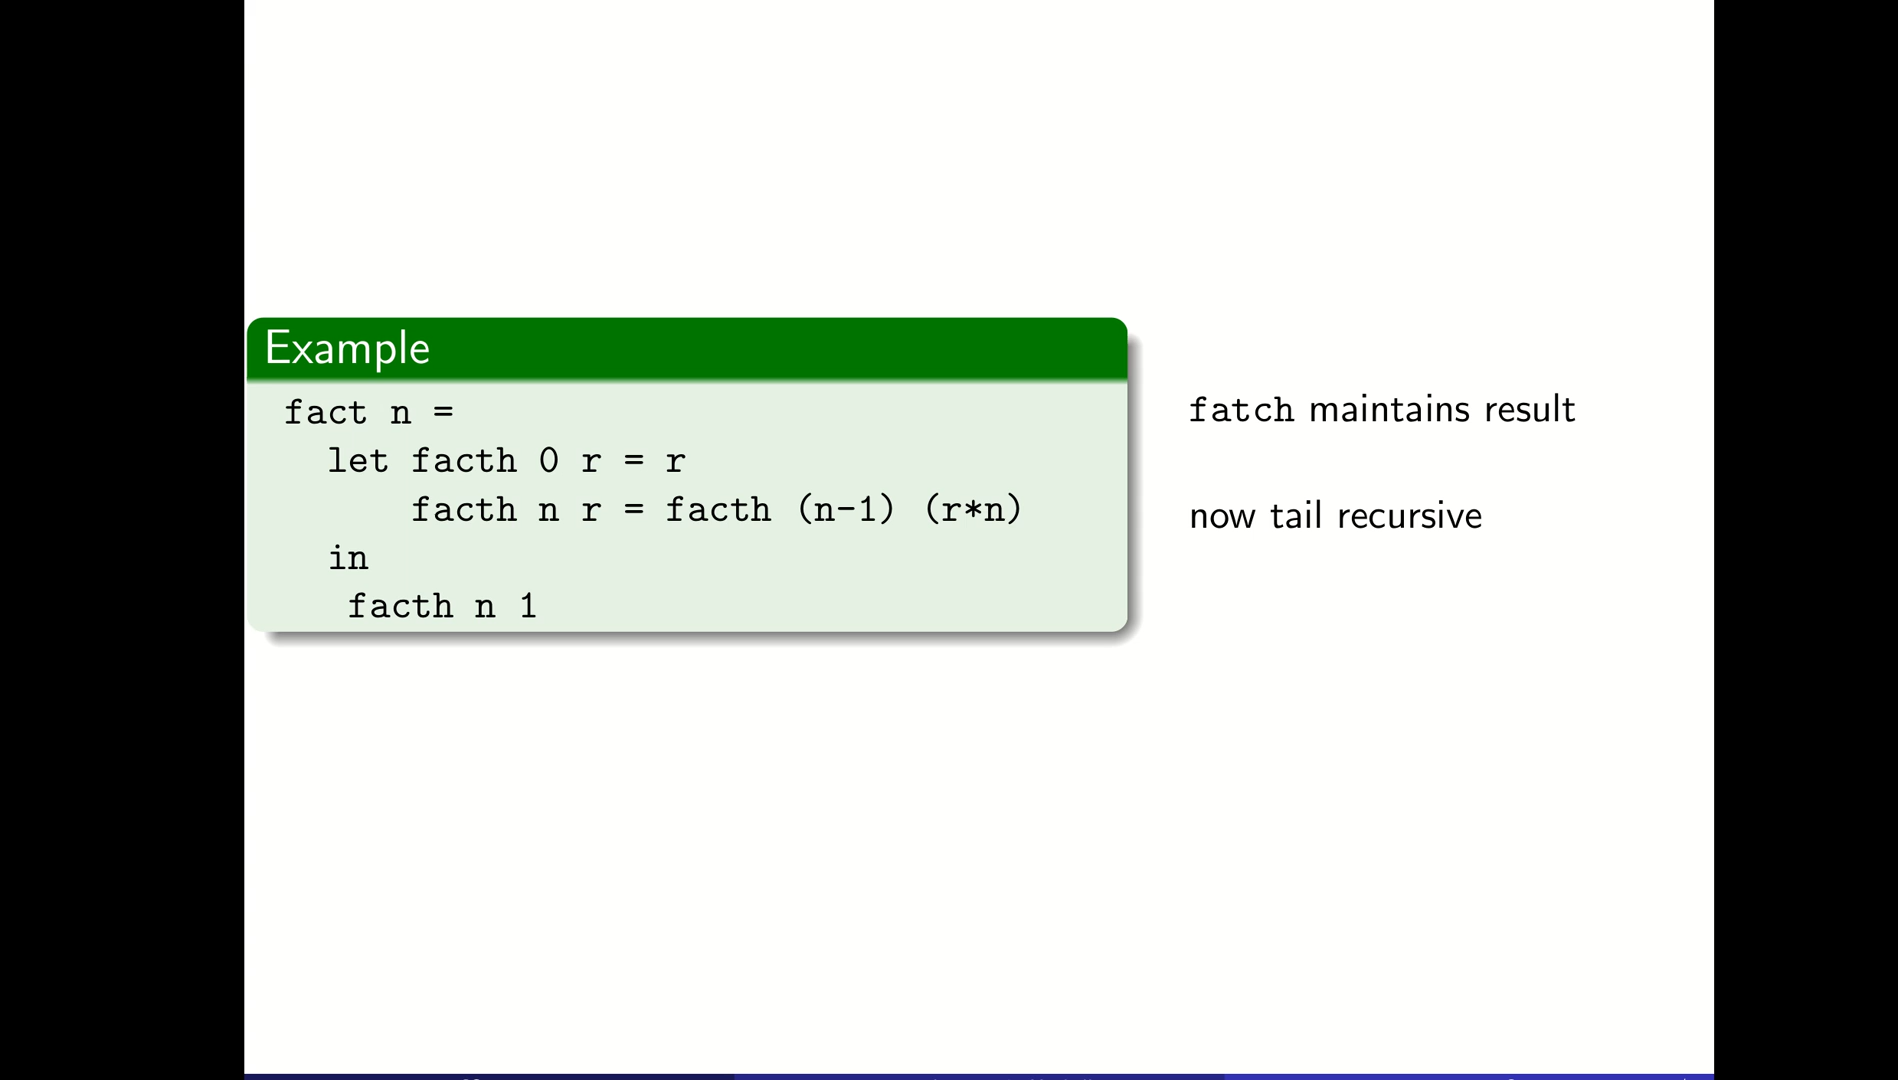 Example
fact n =
let facth 0 r = r
facth n r = facth (n-1) (r*n)
in
facth n 1
fatch maintains result
now tail recursive